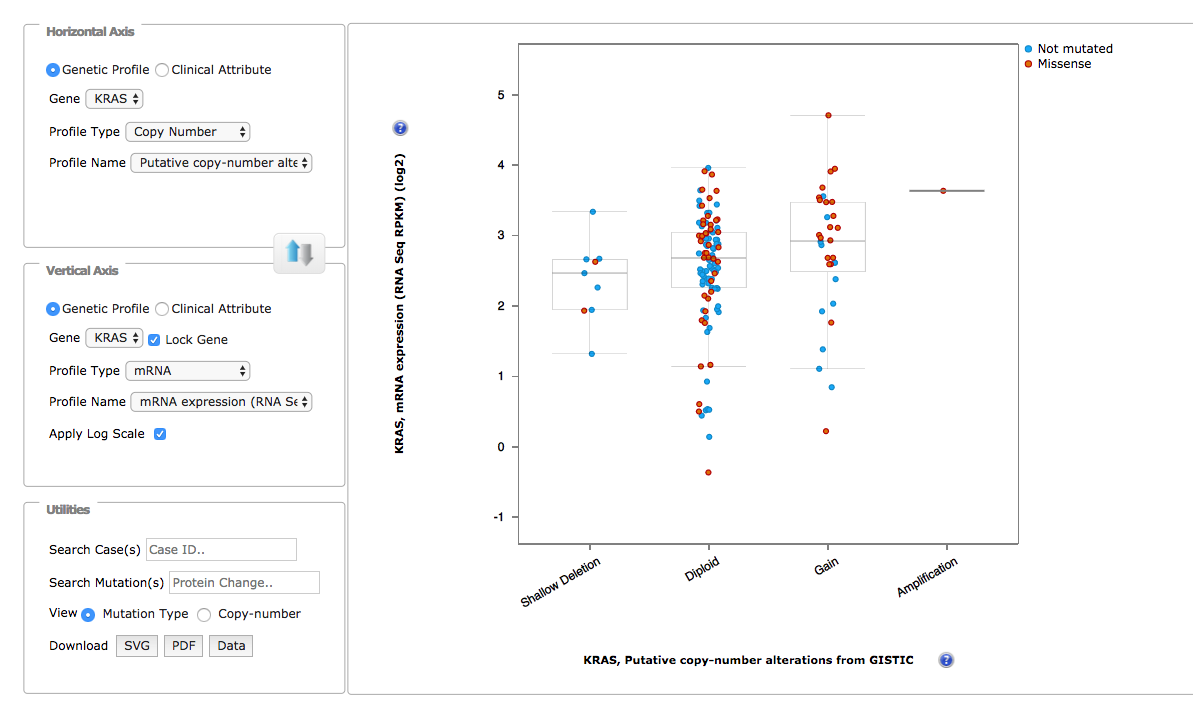 Horizontal Axis
Genetic Profile Clinical Attribute
Gene KRAS
Profile Type Copy Number
Profile Name Putative copy-number alte
Vertical Axis
Genetic Profile Clinical Attribute
Gene KRAS Lock Gene
Profile Type mRNA
Profile Name mRNA expression (RNA Se
Apply Log Scale
Utilities
Search Case(s) Case ID..
Search Mutation(s) Protein Change..
View Mutation Type Copy-number
Download SVG PDF Data
?
KRAS, mRNA expression (RNA Seq RPKM) (log2)
5
4
3
2
1
0
-1
Not mutated
Missense
Shallow Deletion
Diploid
Gain
Amplification
KRAS, Putative copy-number alterations from GISTIC ?